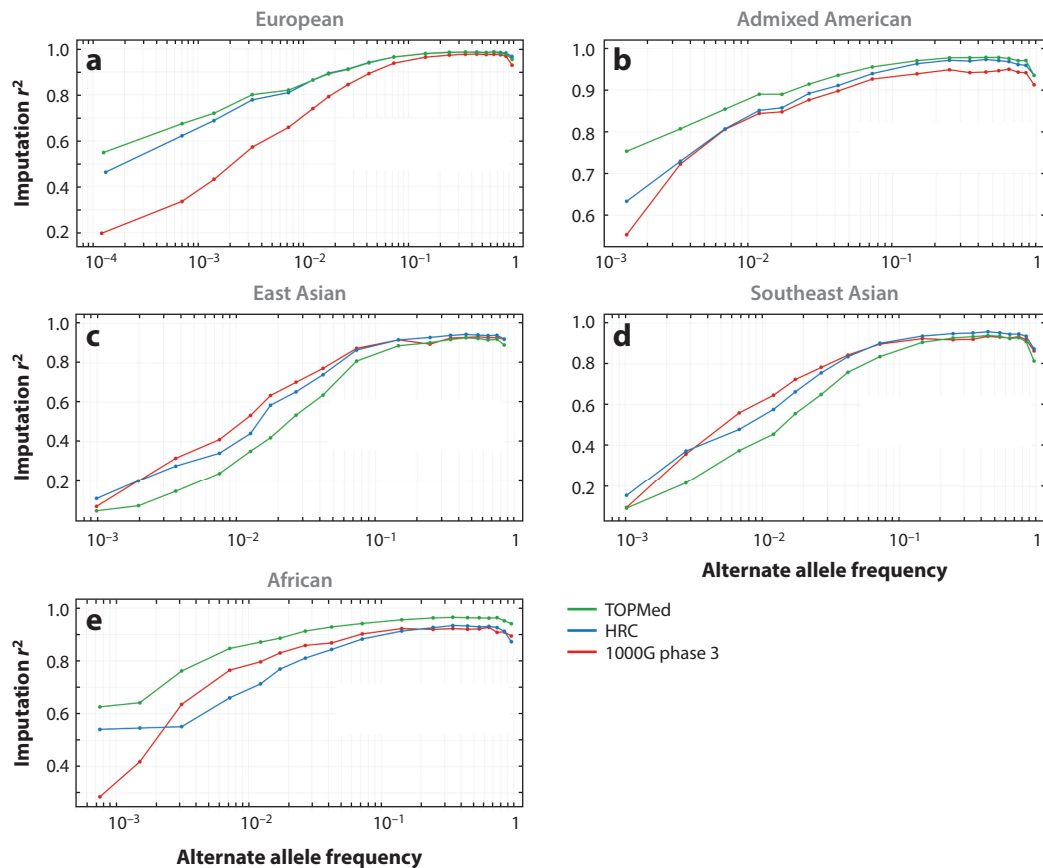 European
a
Imputation r²
1.0
0.8
0.6
0.4
0.2
10⁻⁴
10⁻³
10⁻²
10⁻¹
1
Admixed American
b
1.0
0.9
0.8
0.7
0.6
10⁻³
10⁻²
10⁻¹
1
East Asian
c
Imputation r²
1.0
0.8
0.6
0.4
0.2
10⁻³
10⁻²
10⁻¹
1
Southeast Asian
d
1.0
0.8
0.6
0.4
0.2
10⁻³
10⁻²
10⁻¹
1
Alternate allele frequency
African
e
Imputation r²
1.0
0.8
0.6
0.4
10⁻³
10⁻²
10⁻¹
1
Alternate allele frequency
TOPMed
HRC
1000G phase 3